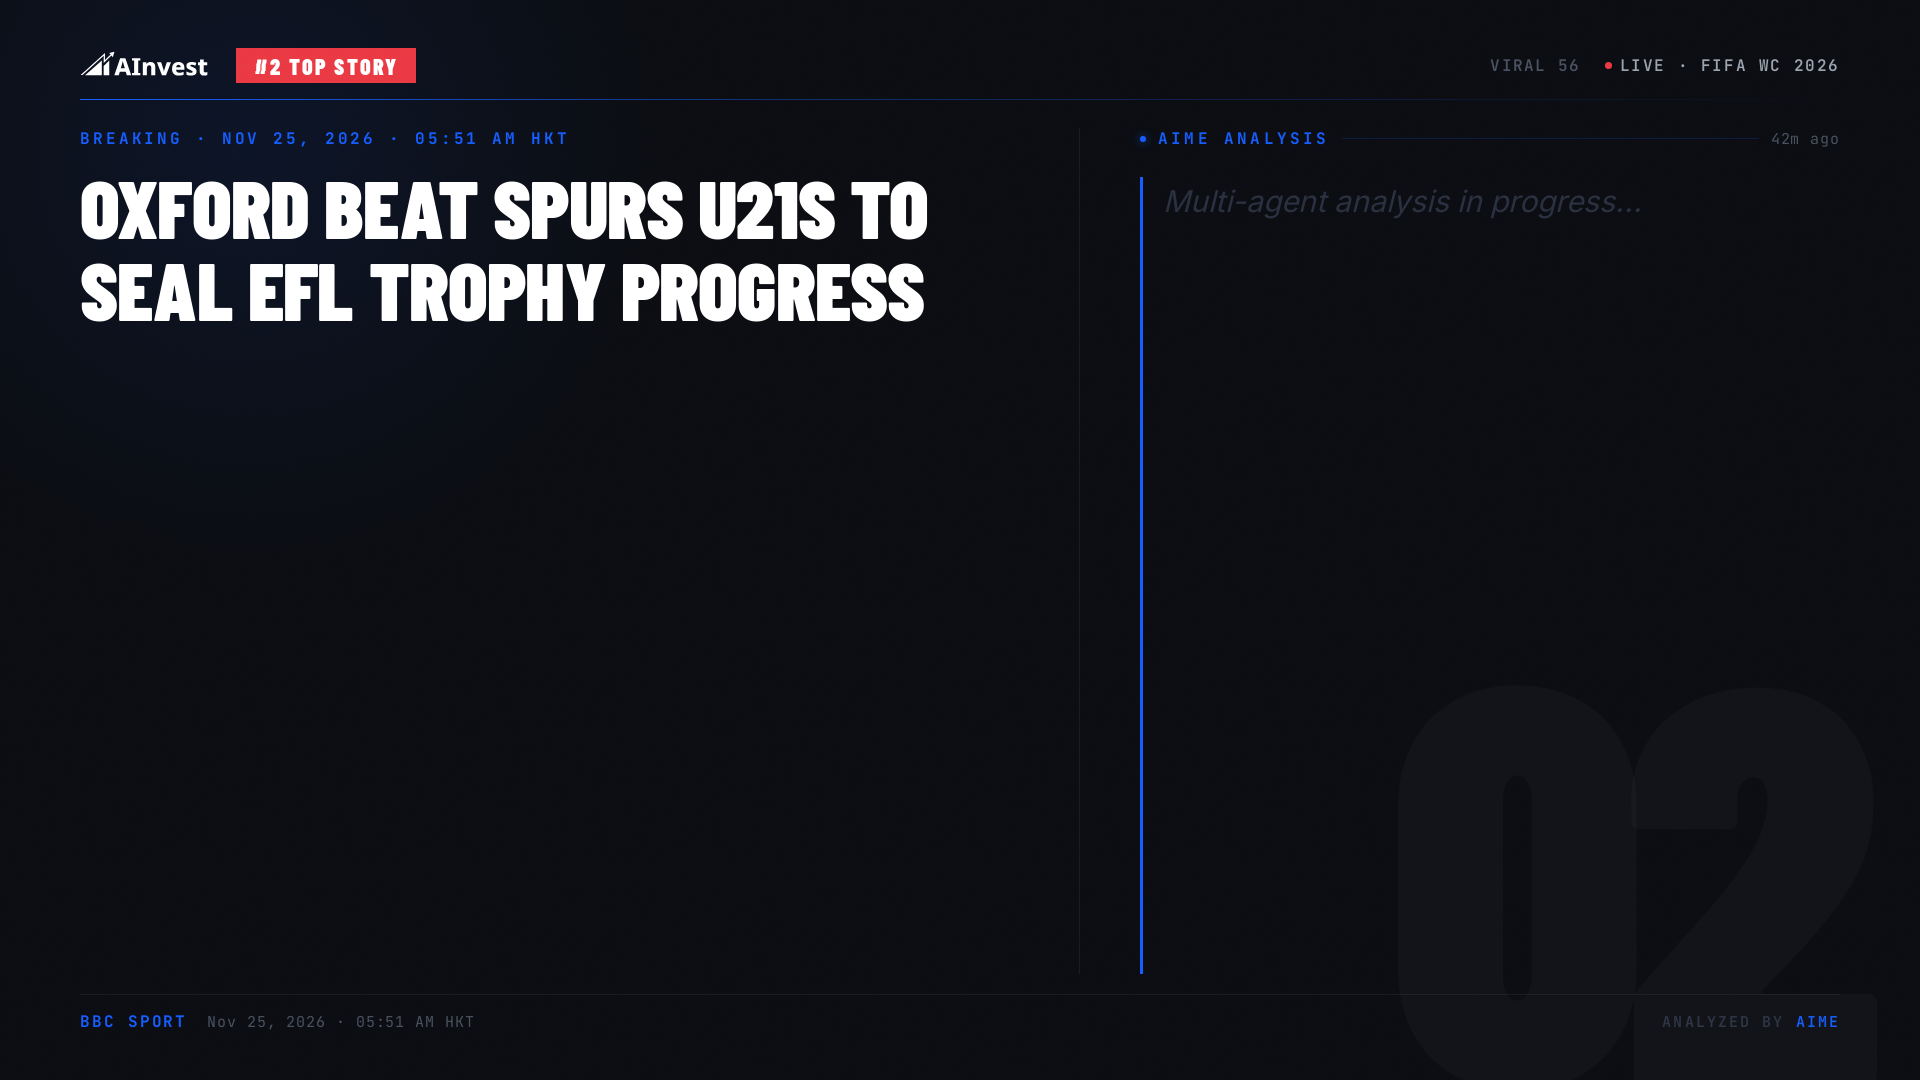 AInvest
#2 TOP STORY
VIRAL 56
LIVE · FIFA WC 2026
BREAKING · NOV 25, 2026 · 05:51 AM HKT
OXFORD BEAT SPURS U21S TO
SEAL EFL TROPHY PROGRESS
AIME ANALYSIS
42m ago
Multi-agent analysis in progress...
02
BBC SPORT
Nov 25, 2026 · 05:51 AM HKT
ANALYZED BY AIME